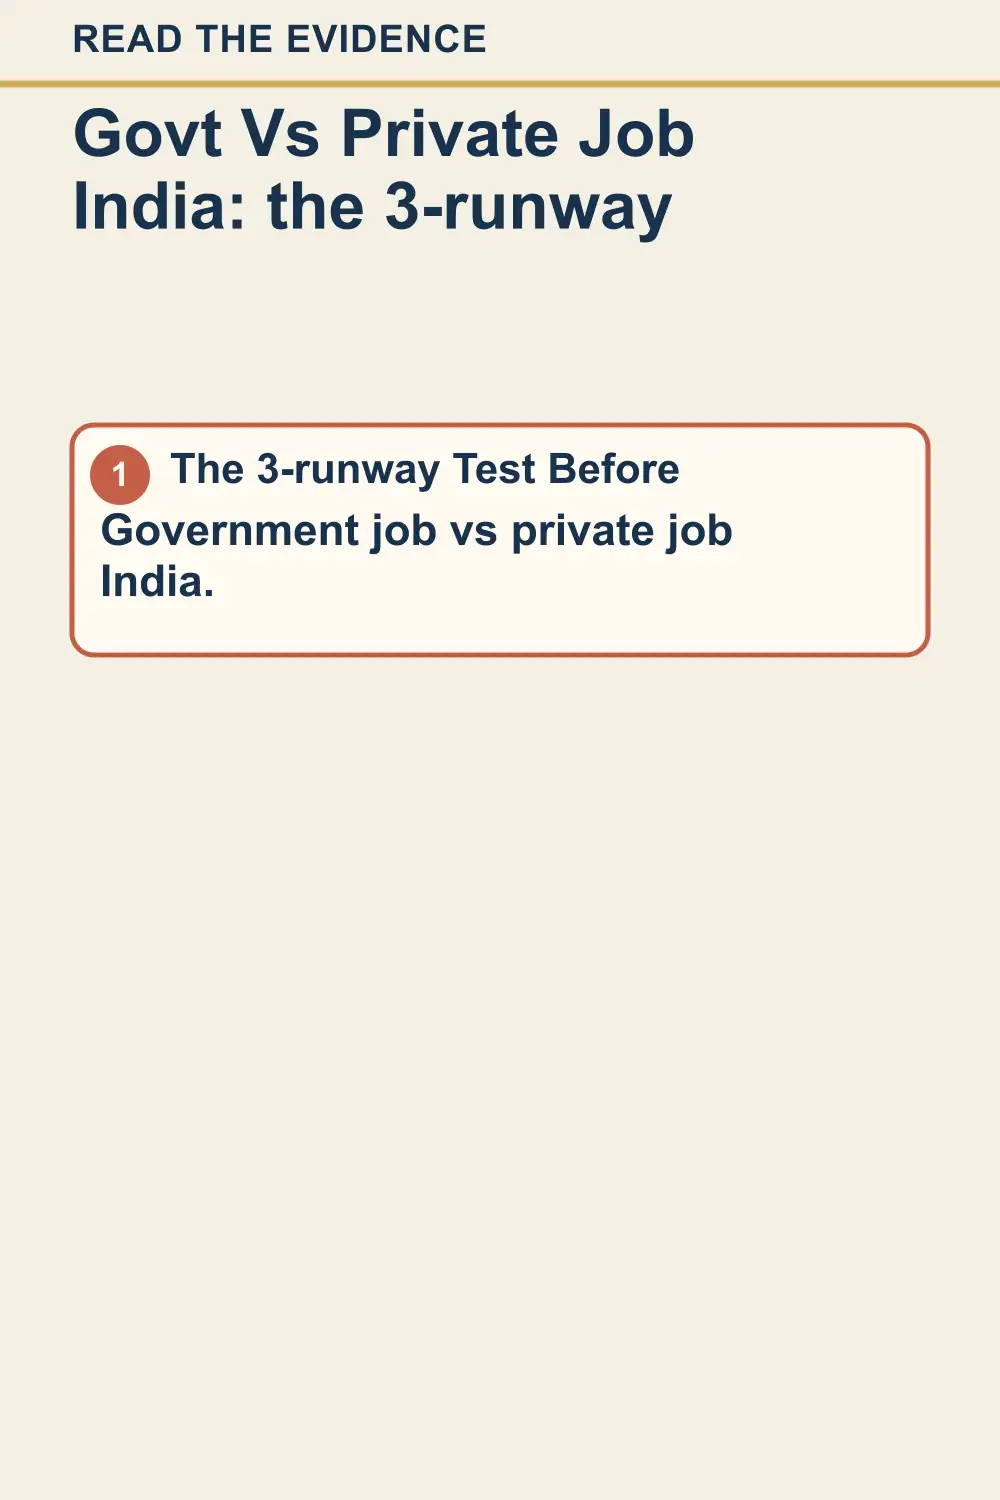 READ THE EVIDENCE
Govt Vs Private Job
India: the 3-runway
1 The 3-runway Test Before
Government job vs private job
India.